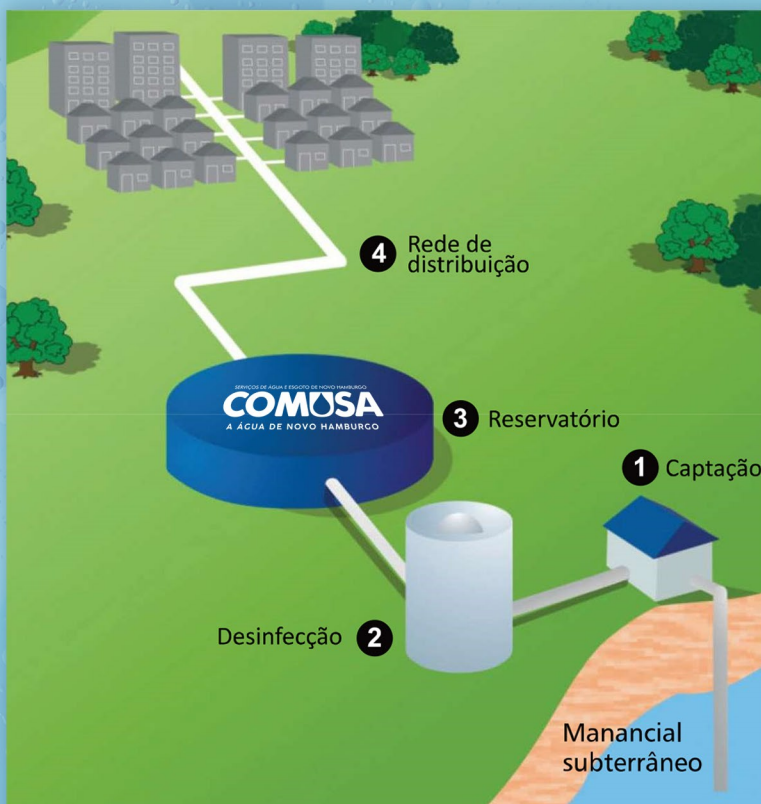 4 Rede de
distribuição
SERVIÇOS DE ÁGUA E ESGOTO DE NOVO HAMBURGO
COMUSA
A ÁGUA DE NOVO HAMBURGO
3 Reservatório
1 Captação
Desinfecção 2
Manancial
subterrâneo